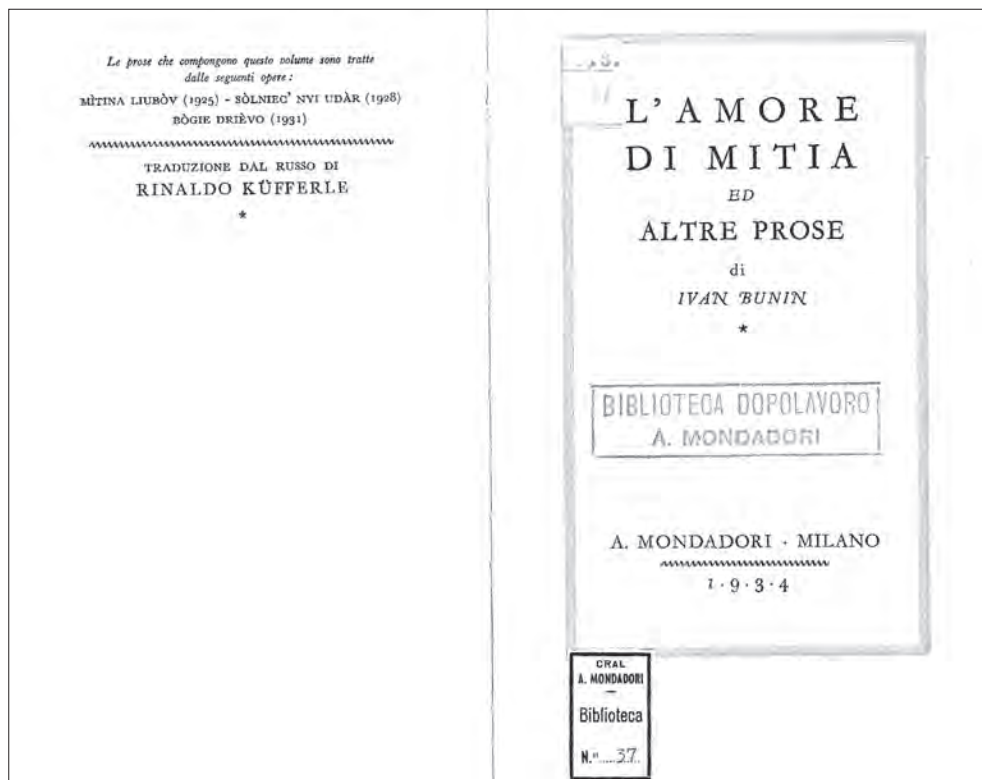 Le prose che compongono questo volume sono tratte
dalle seguenti opere:
MÌTINA LIUBÒV (1925) - SÒLNIEC' NYI UDÀR (1928)
BÒGIE DRIÈVO (1931)
TRADUZIONE DAL RUSSO DI
RINALDO KÜFFERLE
*
L'AMORE
DI MITIA
ED
ALTRE PROSE
di
IVAN BUNIN
*
BIBLIOTECA DOPOLAVORO
A. MONDADORI
A. MONDADORI · MILANO
1·9·3·4
CRAL
A. MONDADORI
Biblioteca
N.º 37